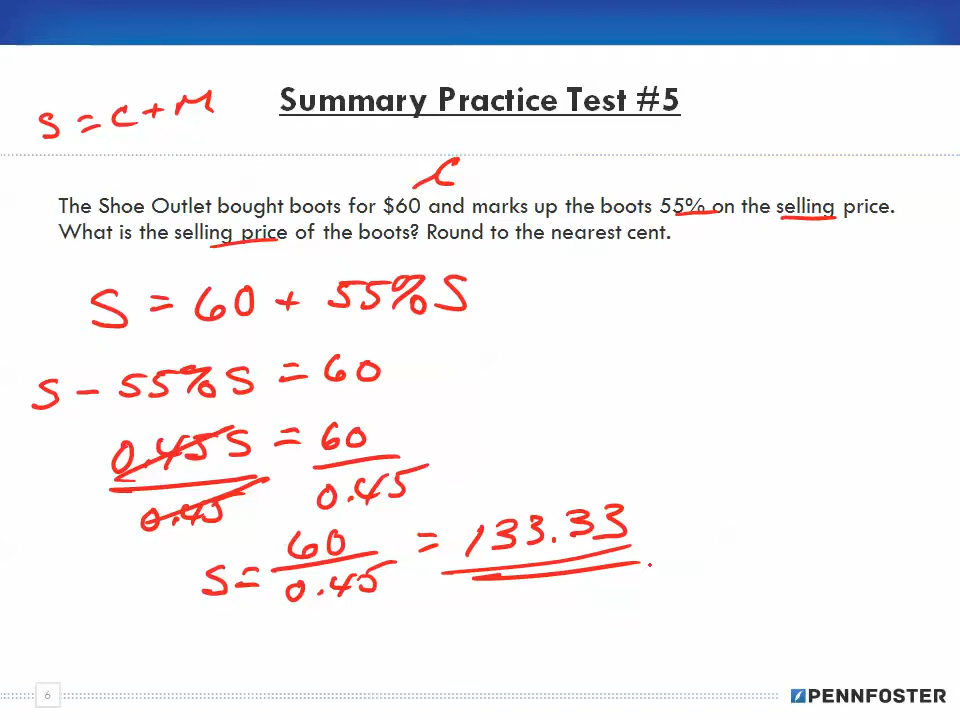 Summary Practice Test #5
S = C + M
C
The Shoe Outlet bought boots for $60 and marks up the boots 55% on the selling price.
What is the selling price of the boots? Round to the nearest cent.
S = 60 + 55%S
S - 55%S = 60
0.45S = 60
0.45 0.45
S = 60 = 133.33
0.45
6
PENNFOSTER